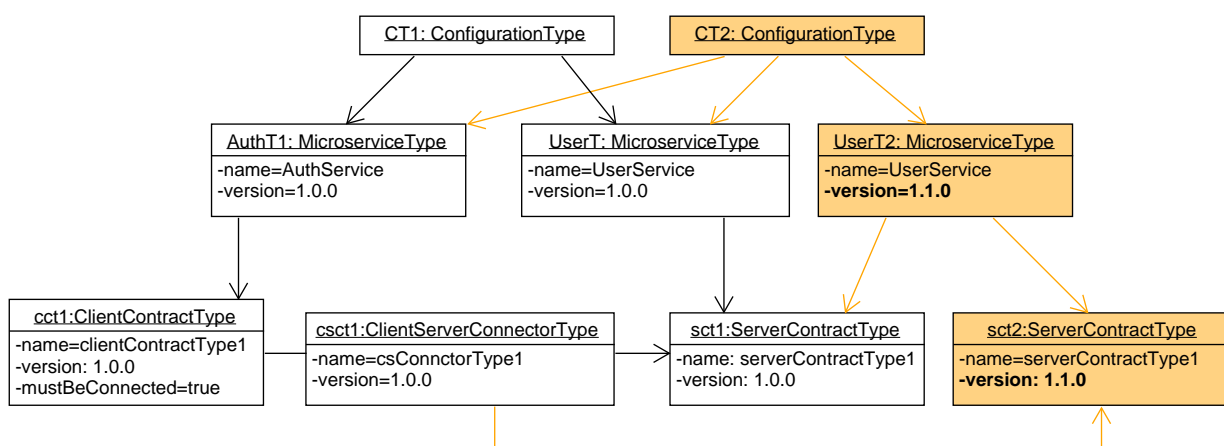 CT1: ConfigurationType
CT2: ConfigurationType
AuthT1: MicroserviceType
-name=AuthService
-version=1.0.0
UserT: MicroserviceType
-name=UserService
-version=1.0.0
UserT2: MicroserviceType
-name=UserService
-version=1.1.0
cct1:ClientContractType
-name=clientContractType1
-version: 1.0.0
-mustBeConnected=true
csct1:ClientServerConnectorType
-name=csConnctorType1
-version=1.0.0
sct1:ServerContractType
-name: serverContractType1
-version: 1.0.0
sct2:ServerContractType
-name=serverContractType1
-version: 1.1.0